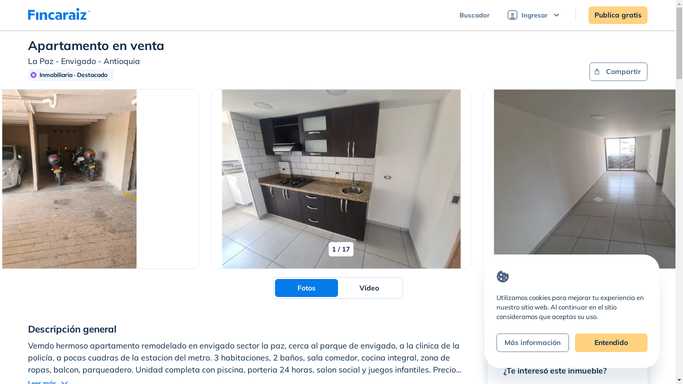 Fincaraiz
Buscador
Ingresar
Publica gratis
Apartamento en venta
La Paz - Envigado - Antioquia
Inmobiliaria · Destacado
Compartir
1 / 17
Fotos
Video
Utilizamos cookies para mejorar tu experiencia en
nuestro sitio web. Al continuar en el sitio
consideramos que aceptas su uso.
Más información
Entendido
Descripción general
Vemdo hermoso apartamento remodelado en envigado sector la paz, cerca al parque de envigado, a la clinica de la
policía, a pocas cuadras de la estacion del metro. 3 habitaciones, 2 baños, sala comedor, cocina integral, zona de
ropas, balcon, parqueadero. Unidad completa con piscina, porteria 24 horas, salon social y juegos infantiles. Precio...
Leer más
¿Te interesó este inmueble?